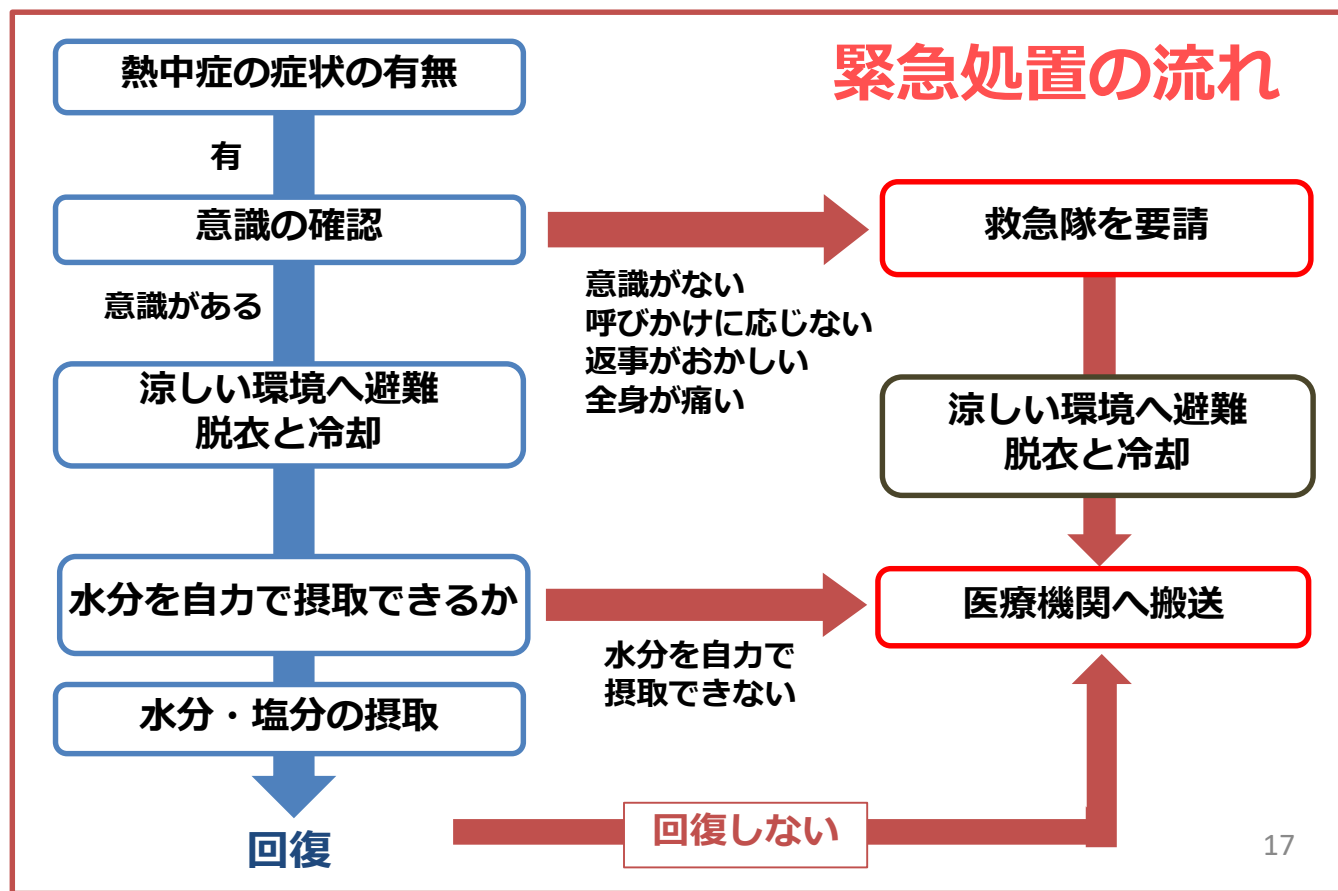 緊急処置の流れ
熱中症の症状の有無
有
意識の確認
意識がある
涼しい環境へ避難
脱衣と冷却
水分を自力で摂取できるか
水分・塩分の摂取
回復
意識がない
呼びかけに応じない
返事がおかしい
全身が痛い
水分を自力で
摂取できない
回復しない
救急隊を要請
涼しい環境へ避難
脱衣と冷却
医療機関へ搬送
17